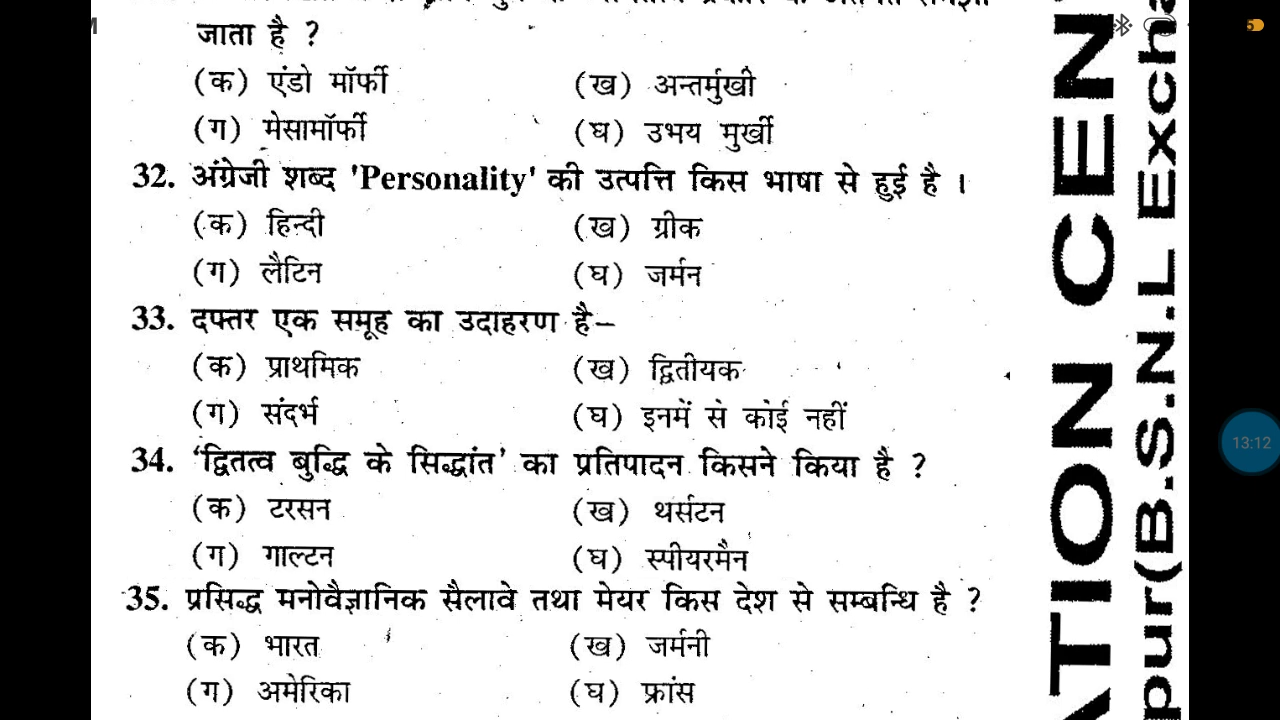 जाता है ?
(क) एंडो मॉर्फी (ख) अन्तर्मुखी
(ग) मेसामॉर्फी (घ) उभय मुर्खी
32. अंग्रेजी शब्द 'Personality' की उत्पत्ति किस भाषा से हुई है ।
(क) हिन्दी (ख) ग्रीक
(ग) लैटिन (घ) जर्मन
33. दफ्तर एक समूह का उदाहरण है–
(क) प्राथमिक (ख) द्वितीयक
(ग) संदर्भ (घ) इनमें से कोई नहीं
34. ‘द्वितत्व बुद्धि के सिद्धांत’ का प्रतिपादन किसने किया है ?
(क) टरसन (ख) थर्सटन
(ग) गाल्टन (घ) स्पीयरमैन
35. प्रसिद्ध मनोवैज्ञानिक सैलावे तथा मेयर किस देश से सम्बन्धि है ?
(क) भारत (ख) जर्मनी
(ग) अमेरिका (घ) फ्रांस
ATION CEN
pur(B.S.N.L Excha
13:12